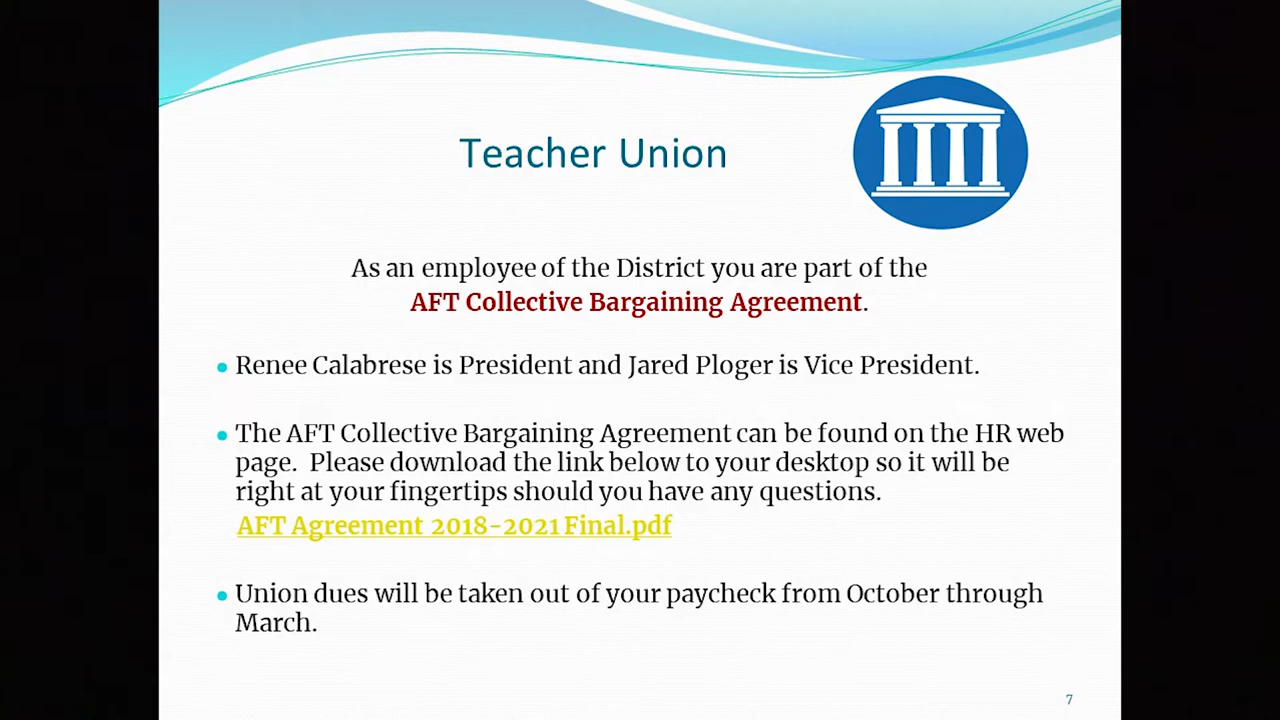 Teacher Union
As an employee of the District you are part of the
AFT Collective Bargaining Agreement.
• Renee Calabrese is President and Jared Ploger is Vice President.
• The AFT Collective Bargaining Agreement can be found on the HR web
page. Please download the link below to your desktop so it will be
right at your fingertips should you have any questions.
AFT Agreement 2018-2021 Final.pdf
• Union dues will be taken out of your paycheck from October through
March.
7